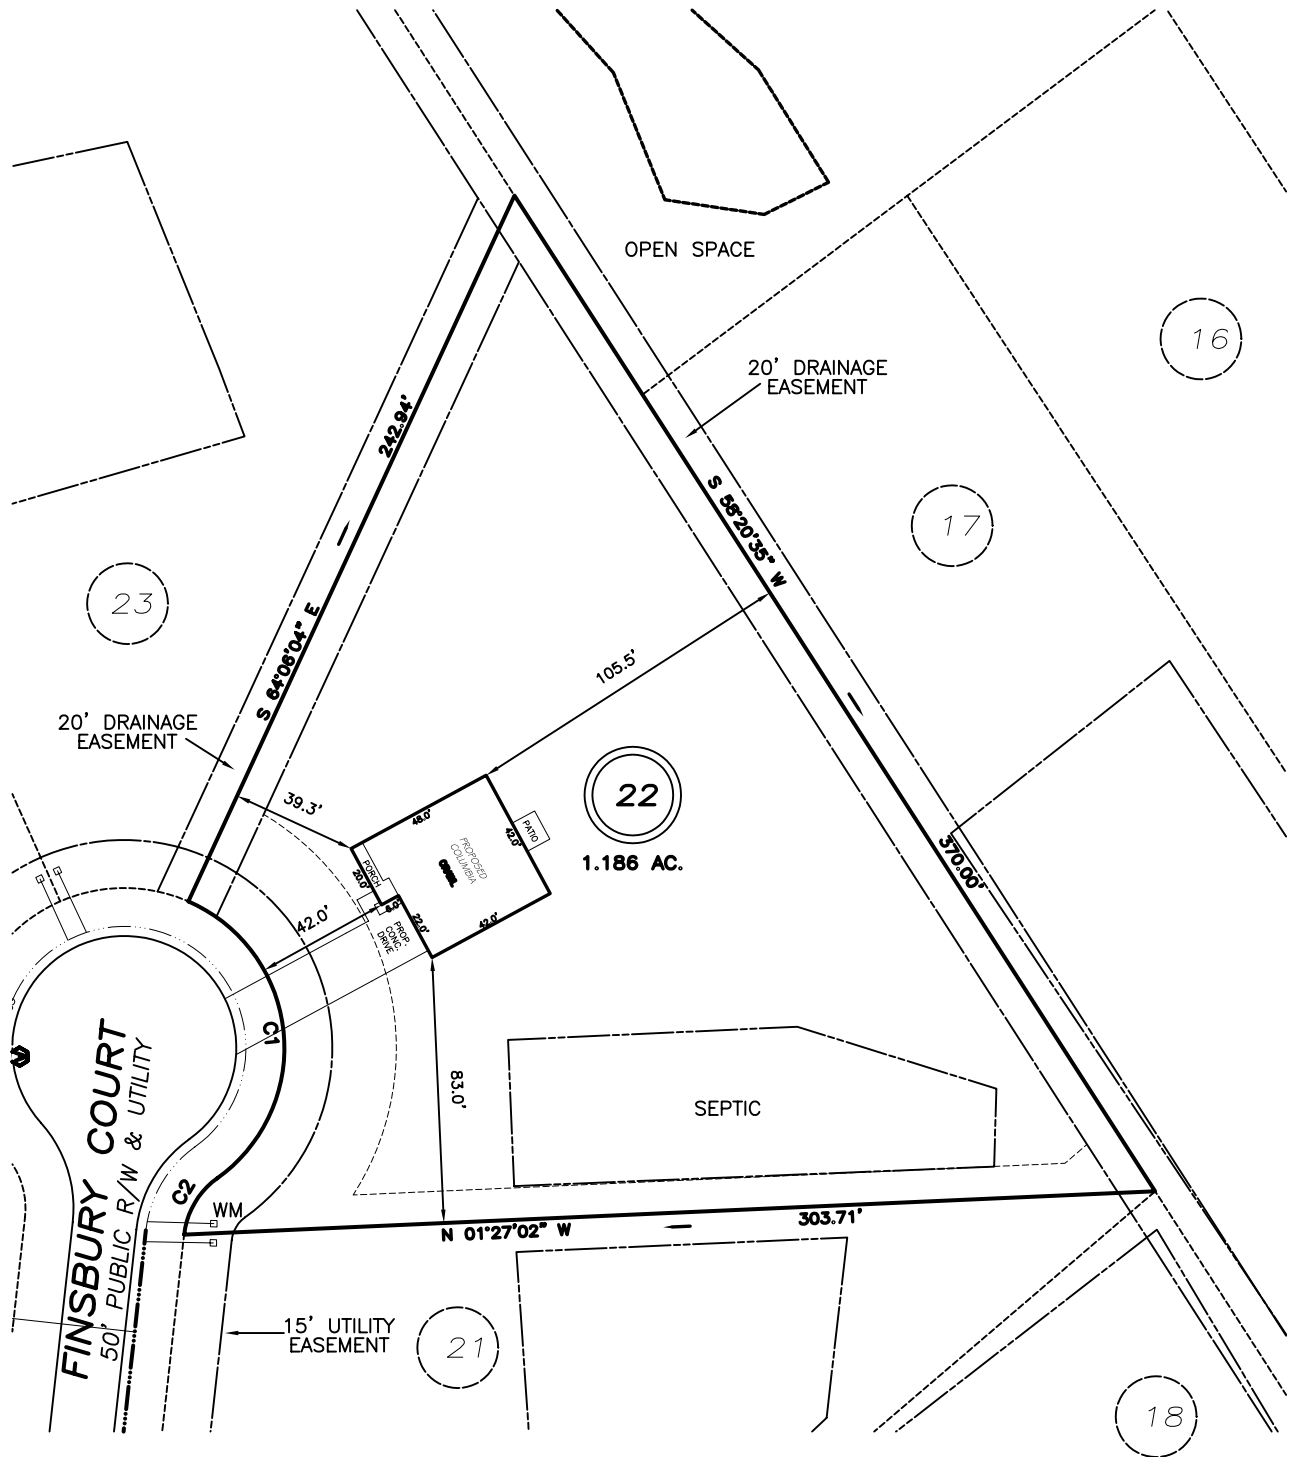 OPEN SPACE
16
20' DRAINAGE
EASEMENT
242.94'
S 58°20'35" W
17
23
S 64°06'04" E
105.5'
20' DRAINAGE
EASEMENT
39.3'
22
1.186 AC.
48.0'
42.0'
PATIO
PROPOSED
COLUMBIA
PORCH
20.0'
6.0'
22.0'
42.0'
PROP.
CONC.
DRIVE
42.0'
370.00'
C1
83.0'
SEPTIC
FINSBURY COURT
50' PUBLIC R/W & UTILITY
C2
WM
N 01°27'02" W
303.71'
15' UTILITY
EASEMENT
21
18